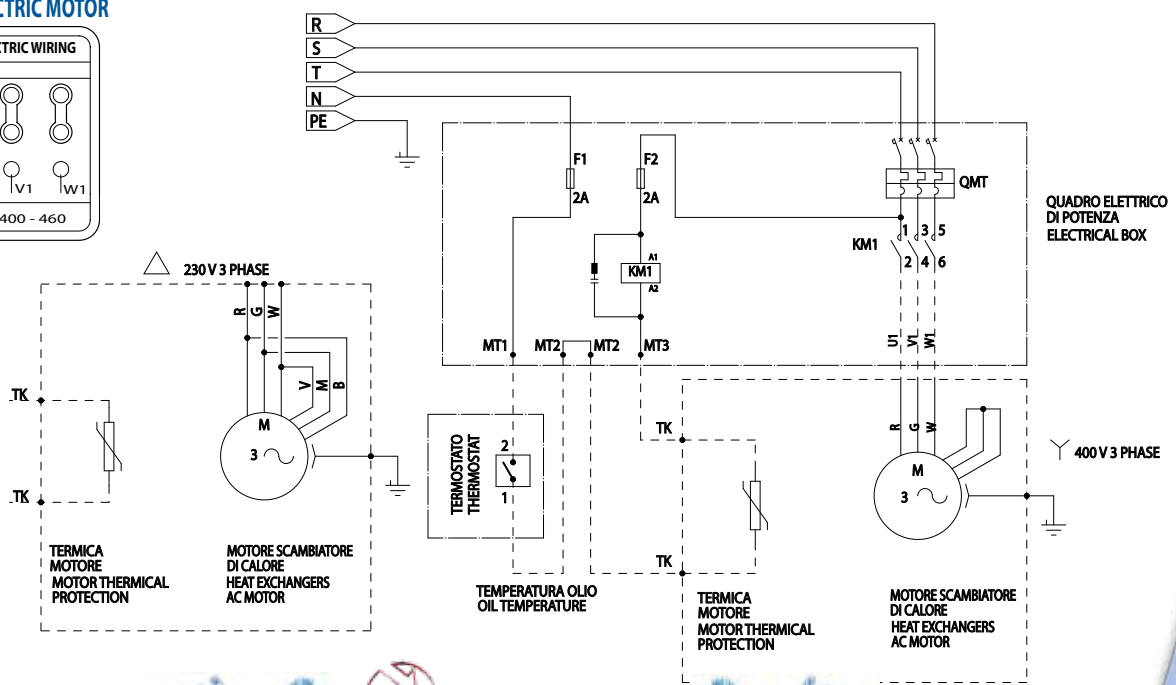 CTRIC MOTOR
CTRIC WIRING
V1
W1
400 - 460
R
S
T
N
PE
F1
2A
F2
2A
QMT
QUADRO ELETTRICO
DI POTENZA
ELECTRICAL BOX
KM1
1 3 5
2 4 6
A1
KM1
A2
MT1
MT2
MT2
MT3
U1
V1
W1
230 V 3 PHASE
R
G
W
V
M
B
TK
TK
M
3
TERMICA
MOTORE
MOTOR THERMICAL
PROTECTION
MOTORE SCAMBIATORE
DI CALORE
HEAT EXCHANGERS
AC MOTOR
TERMOSTATO
THERMOSTAT
2
1
TEMPERATURA OLIO
OIL TEMPERATURE
TK
TK
R
G
W
M
3
400 V 3 PHASE
TERMICA
MOTORE
MOTOR THERMICAL
PROTECTION
MOTORE SCAMBIATORE
DI CALORE
HEAT EXCHANGERS
AC MOTOR